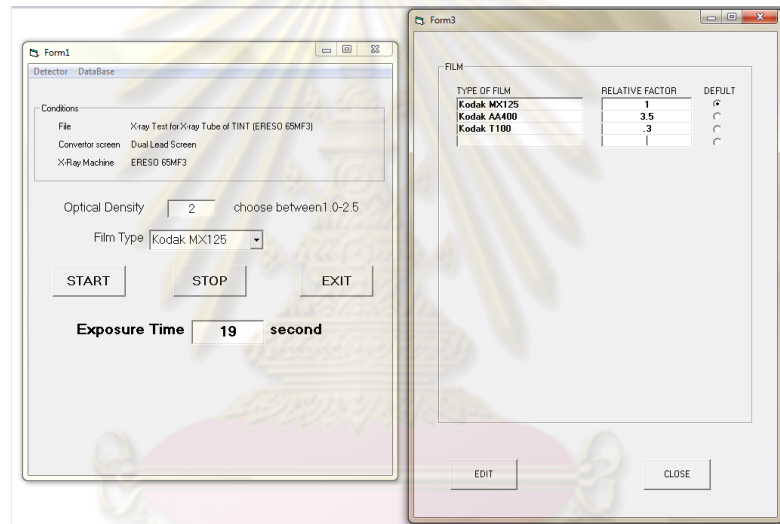 Form1
Detector DataBase
Conditions
File X-ray Test for X-ray Tube of TINT (ERESO 65MF3)
Convertor screen Dual Lead Screen
X-Ray Machine ERESO 65MF3
Optical Density 2 choose between1.0-2.5
Film Type Kodak MX125
START STOP EXIT
Exposure Time 19 second
Form3
FILM
TYPE OF FILM RELATIVE FACTOR DEFULT
Kodak MX125 1
Kodak AA400 3.5
Kodak T100 .3
EDIT CLOSE